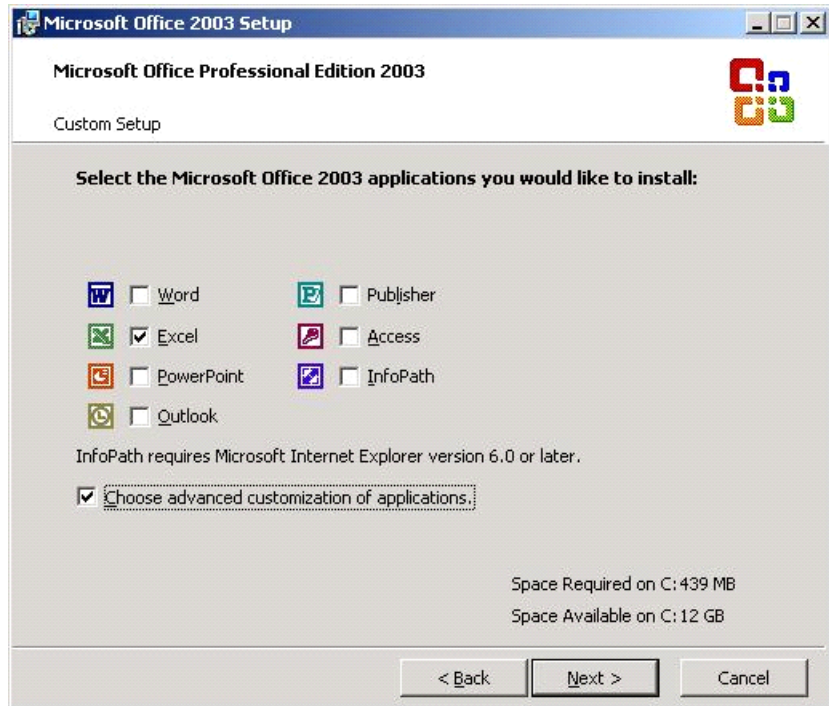 Microsoft Office 2003 Setup
Microsoft Office Professional Edition 2003
Custom Setup
Select the Microsoft Office 2003 applications you would like to install:
Word
Publisher
Excel
Access
PowerPoint
InfoPath
Outlook
InfoPath requires Microsoft Internet Explorer version 6.0 or later.
Choose advanced customization of applications.
Space Required on C: 439 MB
Space Available on C: 12 GB
< Back Next > Cancel